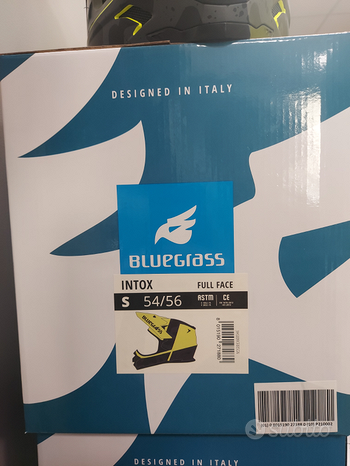 DESIGNED IN ITALY
BLUEGRASS
INTOX
FULL FACE
S 54/56
ASTM
CE
DESIGNED IN ITALY